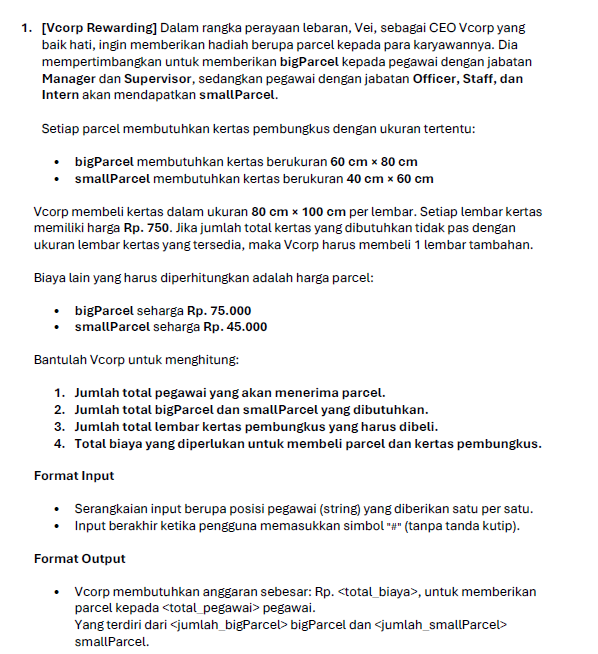 1. [Vcorp Rewarding] Dalam rangka perayaan lebaran, Vei, sebagai CEO Vcorp yang
baik hati, ingin memberikan hadiah berupa parcel kepada para karyawannya. Dia
mempertimbangkan untuk memberikan bigParcel kepada pegawai dengan jabatan
Manager dan Supervisor, sedangkan pegawai dengan jabatan Officer, Staff, dan
Intern akan mendapatkan smallParcel.
Setiap parcel membutuhkan kertas pembungkus dengan ukuran tertentu:
• bigParcel membutuhkan kertas berukuran 60 cm × 80 cm
• smallParcel membutuhkan kertas berukuran 40 cm × 60 cm
Vcorp membeli kertas dalam ukuran 80 cm × 100 cm per lembar. Setiap lembar kertas
memiliki harga Rp. 750. Jika jumlah total kertas yang dibutuhkan tidak pas dengan
ukuran lembar kertas yang tersedia, maka Vcorp harus membeli 1 lembar tambahan.
Biaya lain yang harus diperhitungkan adalah harga parcel:
• bigParcel seharga Rp. 75.000
• smallParcel seharga Rp. 45.000
Bantulah Vcorp untuk menghitung:
1. Jumlah total pegawai yang akan menerima parcel.
2. Jumlah total bigParcel dan smallParcel yang dibutuhkan.
3. Jumlah total lembar kertas pembungkus yang harus dibeli.
4. Total biaya yang diperlukan untuk membeli parcel dan kertas pembungkus.
Format Input
• Serangkaian input berupa posisi pegawai (string) yang diberikan satu per satu.
• Input berakhir ketika pengguna memasukkan simbol "#" (tanpa tanda kutip).
Format Output
• Vcorp membutuhkan anggaran sebesar: Rp. <total_biaya>, untuk memberikan
parcel kepada <total_pegawai> pegawai.
Yang terdiri dari <jumlah_bigParcel> bigParcel dan <jumlah_smallParcel>
smallParcel.